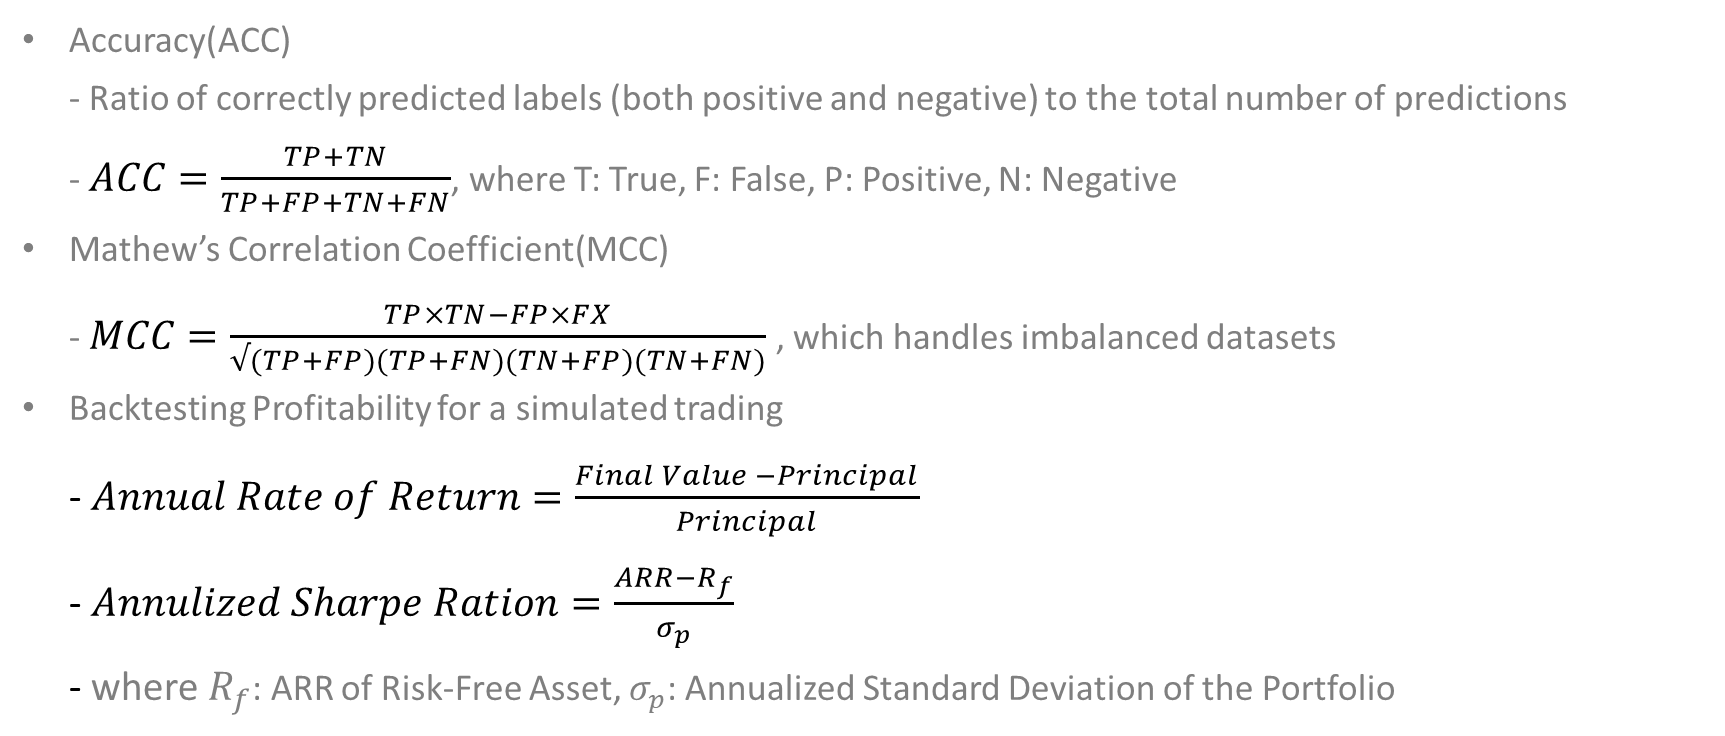 • Accuracy(ACC)
- Ratio of correctly predicted labels (both positive and negative) to the total number of predictions
- ACC = (TP+TN)/(TP+FP+TN+FN), where T: True, F: False, P: Positive, N: Negative
• Mathew's Correlation Coefficient(MCC)
- MCC = (TP×TN−FP×FX)/(√(TP+FP)(TP+FN)(TN+FP)(TN+FN)) , which handles imbalanced datasets
• Backtesting Profitability for a simulated trading
- Annual Rate of Return = (Final Value −Principal)/Principal
- Annulized Sharpe Ration = (ARR−R_f)/σ_p
- where R_f: ARR of Risk-Free Asset, σ_p: Annualized Standard Deviation of the Portfolio